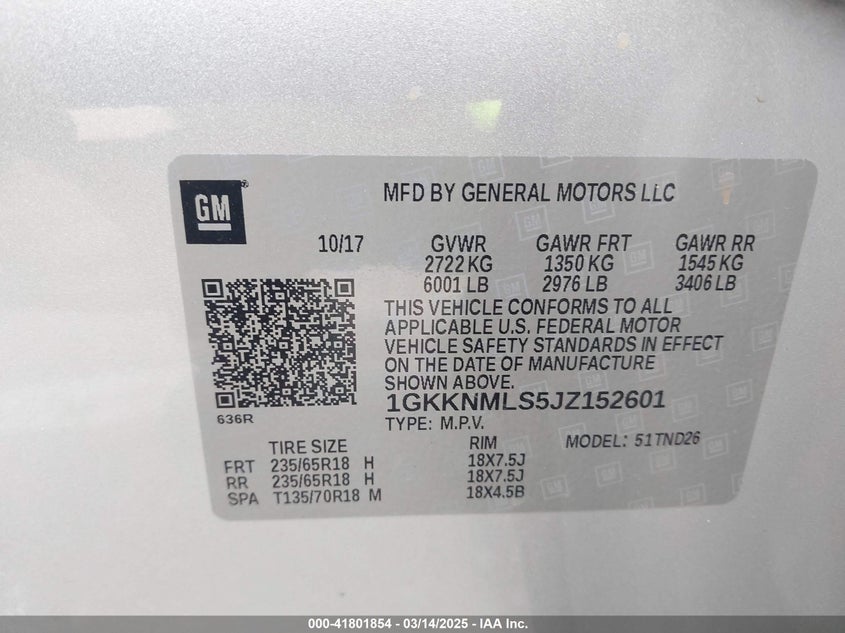 GM
MFD BY GENERAL MOTORS LLC
10/17 GVWR GAWR FRT GAWR RR
2722 KG 1350 KG 1545 KG
6001 LB 2976 LB 3406 LB
THIS VEHICLE CONFORMS TO ALL
APPLICABLE U.S. FEDERAL MOTOR
VEHICLE SAFETY STANDARDS IN EFFECT
ON THE DATE OF MANUFACTURE
SHOWN ABOVE.
1GKKNMLS5JZ152601
636R
TYPE: M.P.V.
TIRE SIZE RIM MODEL: 51TND26
FRT 235/65R18 H 18X7.5J
RR 235/65R18 H 18X7.5J
SPA T135/70R18 M 18X4.5B
000-41801854 - 03/14/2025 - IAA Inc.